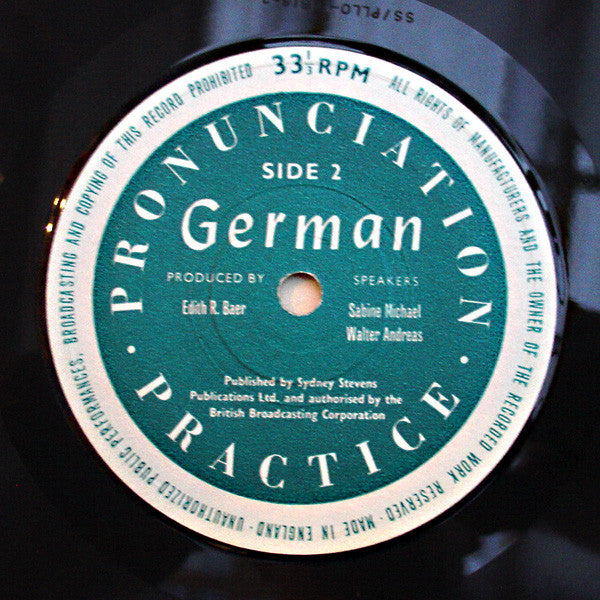 33⅓ RPM
ALL RIGHTS OF MANUFACTURERS AND THE OWNER OF THE RECORDED WORK RESERVED · MADE IN ENGLAND · UNAUTHORIZED PUBLIC PERFORMANCES, BROADCASTING AND COPYING OF THIS RECORD PROHIBITED
PRONUNCIATION · PRACTICE ·
SIDE 2
German
PRODUCED BY
Edith R. Baer
SPEAKERS
Sabine Michael
Walter Andreas
Published by Sydney Stevens
Publications Ltd. and authorised by the
British Broadcasting Corporation